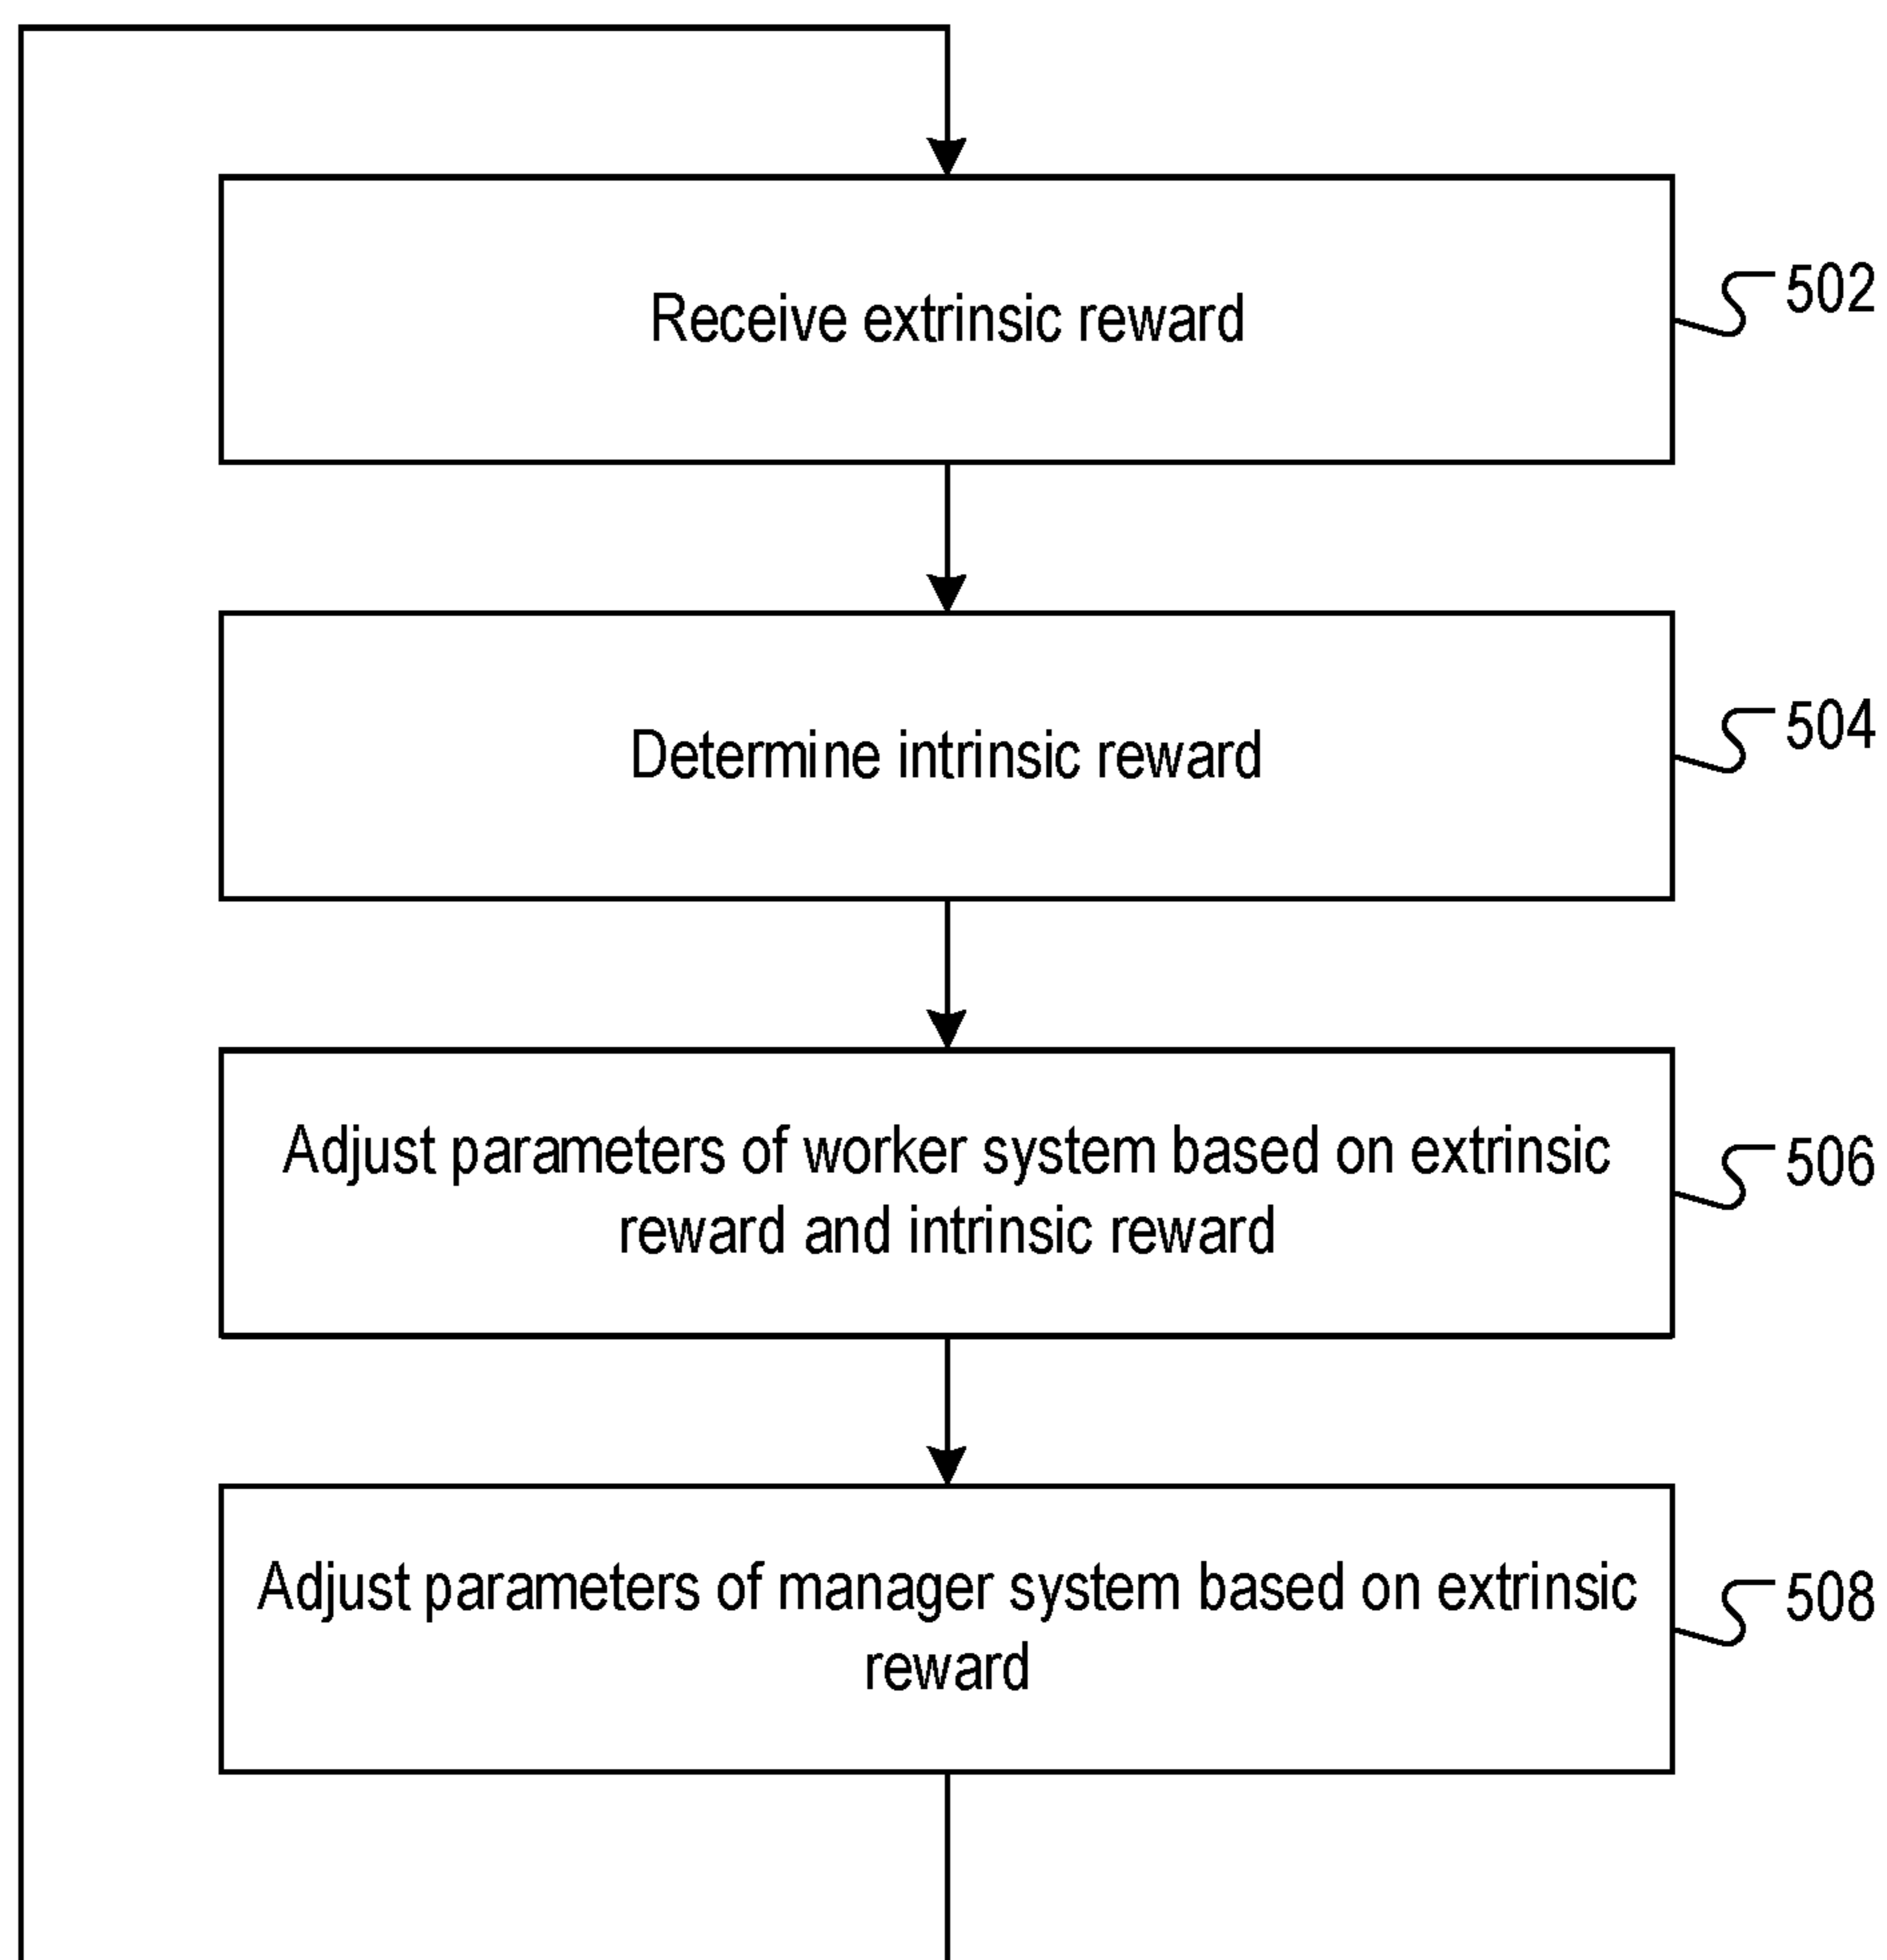 Receive extrinsic reward
502
Determine intrinsic reward
504
Adjust parameters of worker system based on extrinsic
reward and intrinsic reward
506
Adjust parameters of manager system based on extrinsic
reward
508